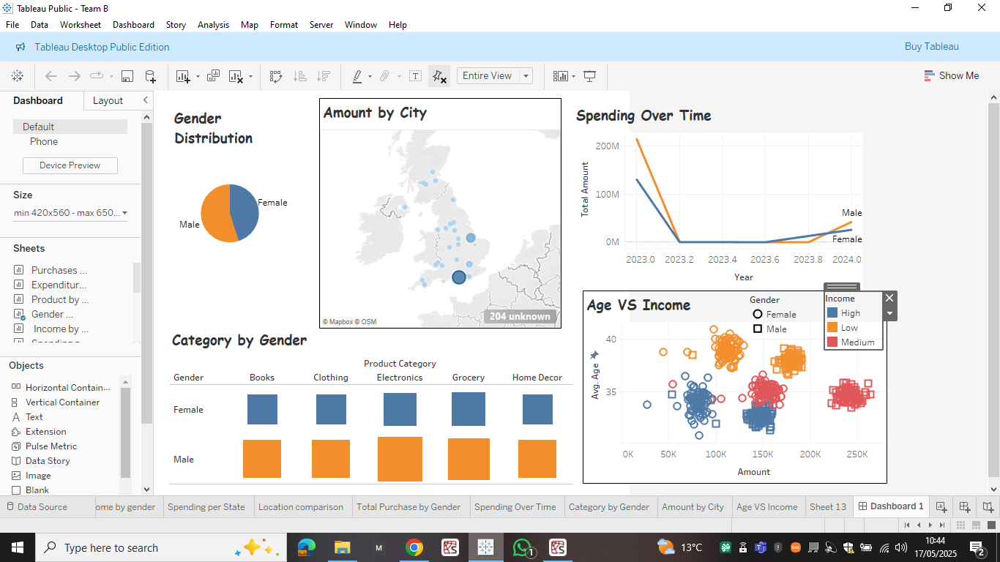 Tableau Public - Team B
File Data Worksheet Dashboard Story Analysis Map Format Server Window Help
Tableau Desktop Public Edition
Buy Tableau
Entire View
Show Me
Dashboard
Layout
Default
Phone
Device Preview
Size
min 420x560 - max 650...
Sheets
Purchases ...
Expenditur...
Product by ...
Gender ...
Income by ...
Objects
Horizontal Contain...
Vertical Container
Text
Extension
Pulse Metric
Data Story
Image
Blank
Gender
Distribution
Female
Male
Amount by City
© Mapbox © OSM
204 unknown
Spending Over Time
Total Amount
200M
100M
0M
Male
Female
2023.0 2023.2 2023.4 2023.6 2023.8 2024.0
Year
Category by Gender
Product Category
Gender Books Clothing Electronics Grocery Home Decor
Female
Male
Age VS Income
Gender
Female
Male
Income
High
Low
Medium
Avg. Age
40
35
0K 50K 100K 150K 200K 250K
Amount
Data Source ome by gender Spending per State Location comparison Total Purchase by Gender Spending Over Time Category by Gender Amount by City Age VS Income Sheet 13 Dashboard 1
Type here to search
M
1
13°C
10:44
17/05/2025
2